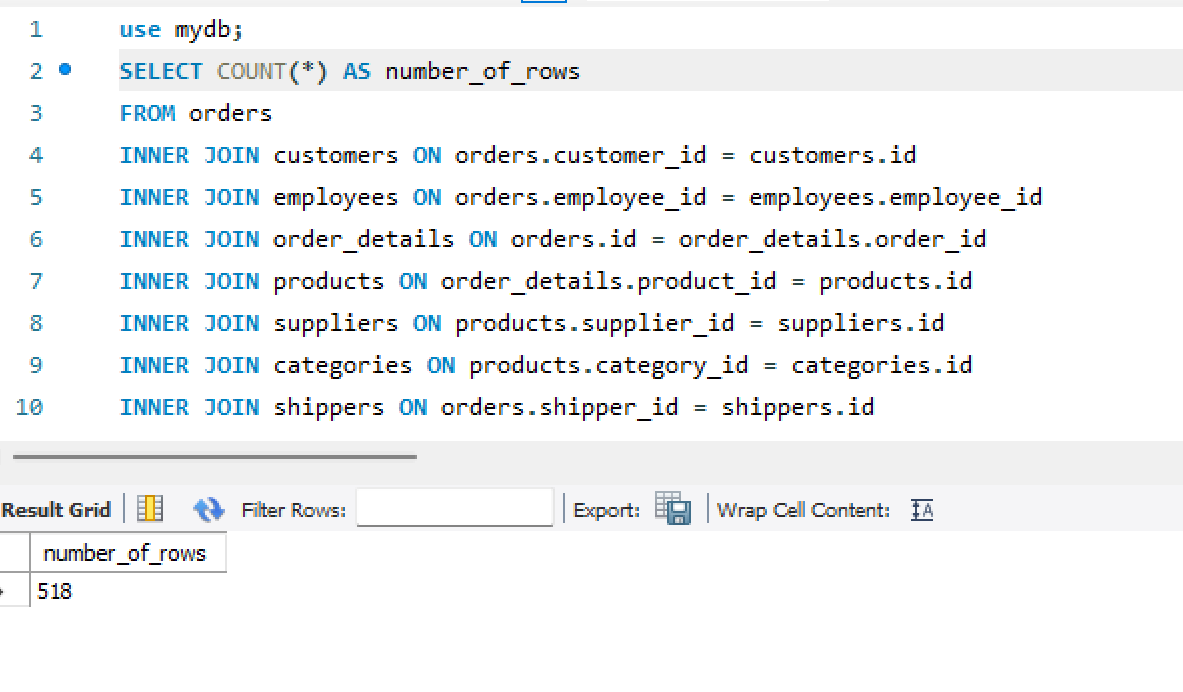 1 use mydb;
2 SELECT COUNT(*) AS number_of_rows
3 FROM orders
4 INNER JOIN customers ON orders.customer_id = customers.id
5 INNER JOIN employees ON orders.employee_id = employees.employee_id
6 INNER JOIN order_details ON orders.id = order_details.order_id
7 INNER JOIN products ON order_details.product_id = products.id
8 INNER JOIN suppliers ON products.supplier_id = suppliers.id
9 INNER JOIN categories ON products.category_id = categories.id
10 INNER JOIN shippers ON orders.shipper_id = shippers.id
Result Grid Filter Rows: Export: Wrap Cell Content: IA
number_of_rows
518